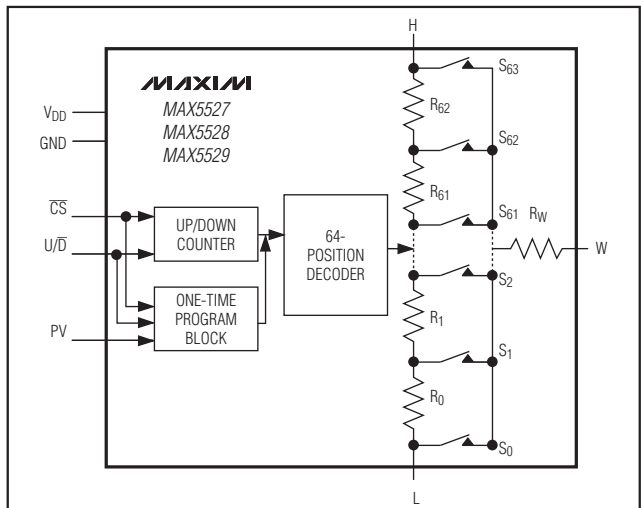 H
MAXIM
MAX5527
MAX5528
MAX5529
VDD
GND
CS
U/D
PV
UP/DOWN
COUNTER
ONE-TIME
PROGRAM
BLOCK
64-
POSITION
DECODER
S63
R62
S62
R61
S61
RW
W
S2
R1
S1
R0
S0
L